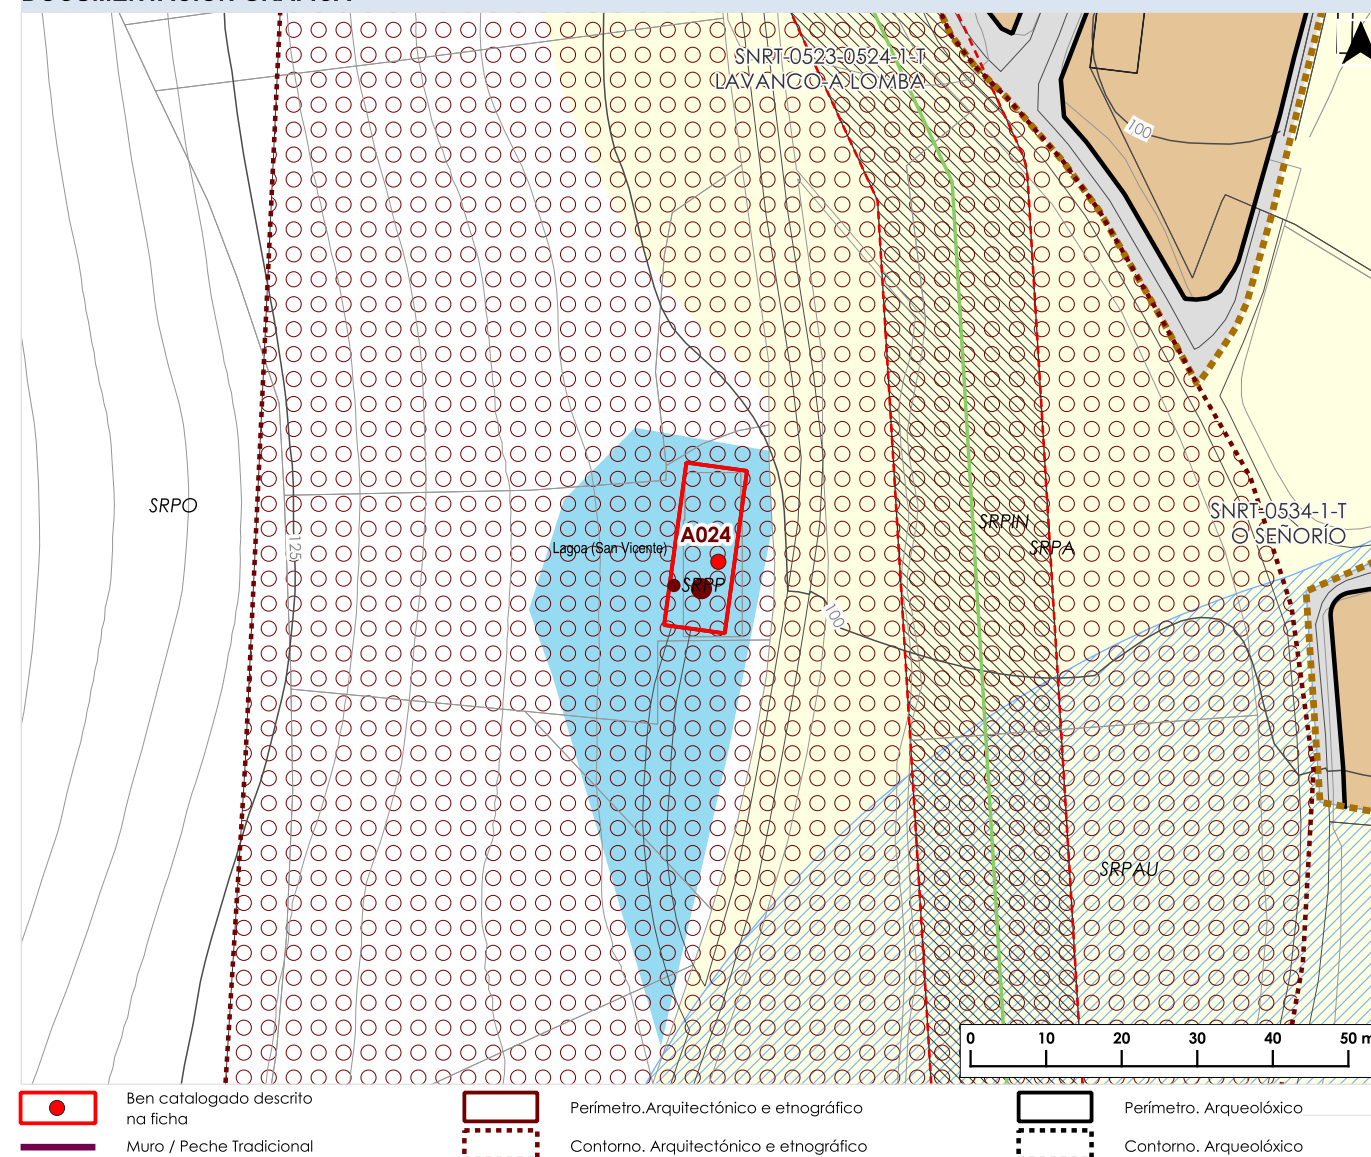 DOCUMENTACIÓN GRÁFICA
SNRT-0523-0524-1-T
LAVANCO-A LOMBA
100
SRPO
125
A024
Lagoa (San Vicente)
SRPP
SRPIN
SRPA
SNRT-0534-1-T
O SEÑORÍO
100
SRPAU
0 10 20 30 40 50 m
Ben catalogado descrito
na ficha
Perímetro.Arquitectónico e etnográfico
Perímetro. Arqueolóxico
Muro / Peche Tradicional
Contorno. Arquitectónico e etnográfico
Contorno. Arqueolóxico